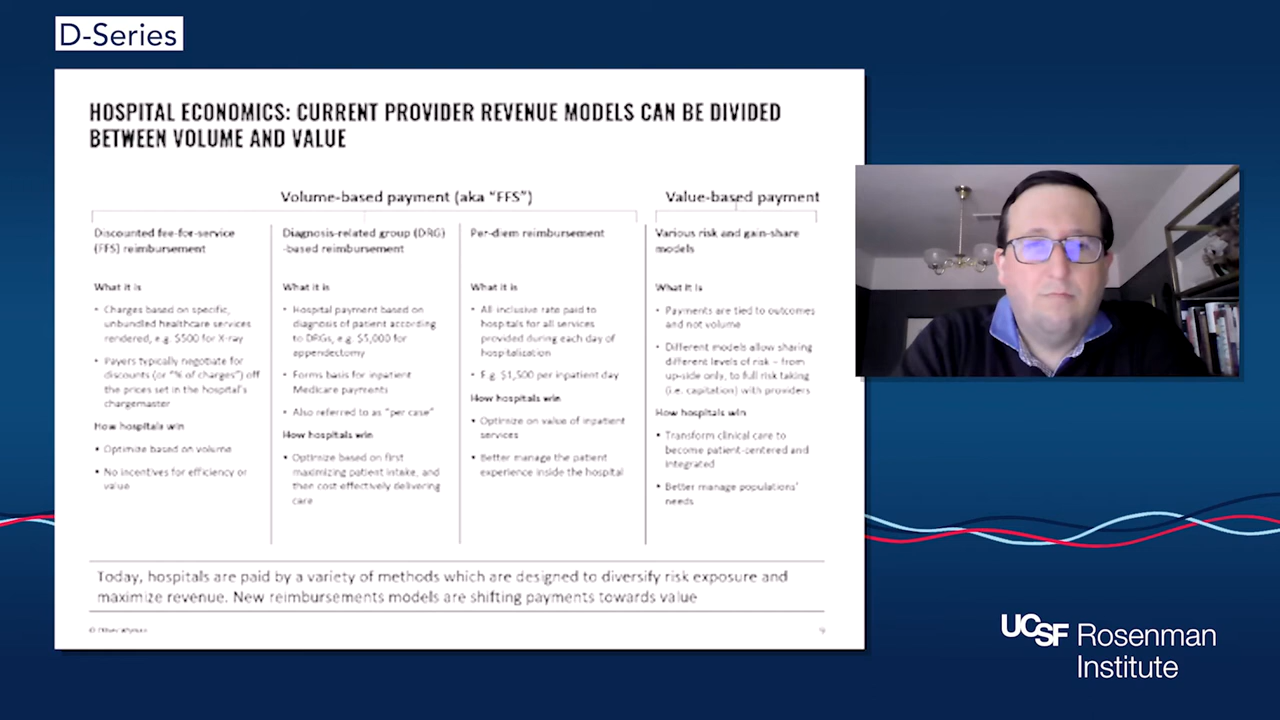 D-Series
HOSPITAL ECONOMICS: CURRENT PROVIDER REVENUE MODELS CAN BE DIVIDED
BETWEEN VOLUME AND VALUE
Volume-based payment (aka "FFS")
Value-based payment
Discounted fee-for-service
(FFS) reimbursement
What it is
• Charges based on specific,
unbundled healthcare services
rendered, e.g. $500 for X-ray
• Payers typically negotiate for
discounts (or "% of charges") off
the prices set in the hospital's
chargemaster
How hospitals win
• Optimize based on volume
• No incentives for efficiency or
value
Diagnosis-related group (DRG)
-based reimbursement
What it is
• Hospital payment based on
diagnosis of patient according
to DRGs, e.g. $5,000 for
appendectomy
• Forms basis for inpatient
Medicare payments
• Also referred to as "per case"
How hospitals win
• Optimize based on first
maximizing patient intake, and
then cost effectively delivering
care
Per-diem reimbursement
What it is
• All inclusive rate paid to
hospitals for all services
provided during each day of
hospitalization
• E.g. $1,500 per inpatient day
How hospitals win
• Optimize on value of inpatient
services
• Better manage the patient
experience inside the hospital
Various risk and gain-share
models
What it is
• Payments are tied to outcomes
and not volume
• Different models allow sharing
different levels of risk – from
up-side only, to full risk taking
(i.e. capitation) with providers
How hospitals win
• Transform clinical care to
become patient-centered and
integrated
• Better manage populations'
needs
Today, hospitals are paid by a variety of methods which are designed to diversify risk exposure and
maximize revenue. New reimbursements models are shifting payments towards value
UCSF Rosenman
Institute